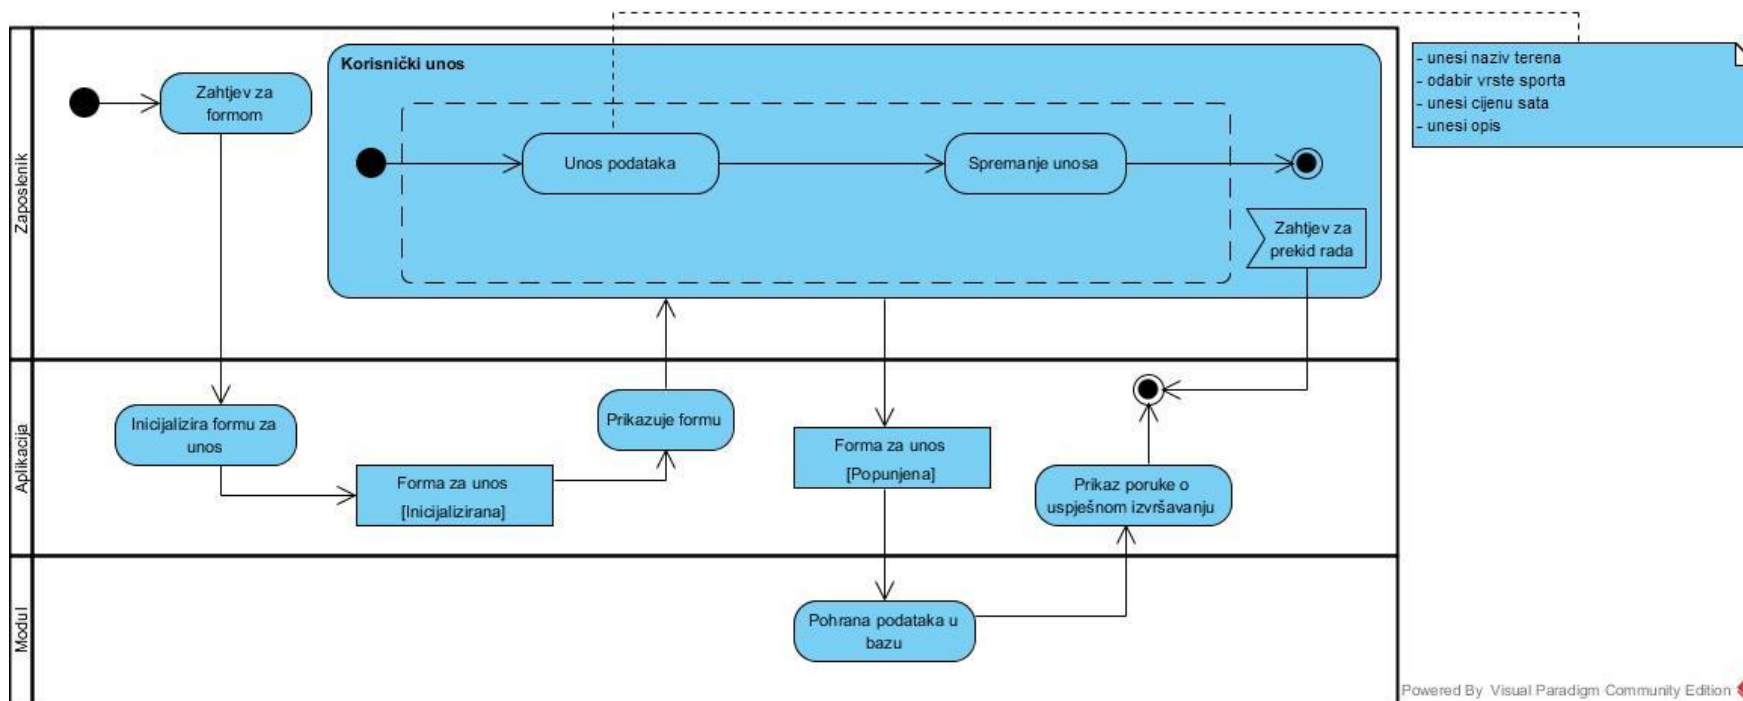 Zaposlenik
Zahtjev za
formom
Korisnički unos
Unos podataka
Spremanje unosa
Zahtjev za
prekid rada
- unesi naziv terena
- odabir vrste sporta
- unesi cijenu sata
- unesi opis
Aplikacija
Inicijalizira formu za
unos
Forma za unos
[Inicijalizirana]
Prikazuje formu
Forma za unos
[Popunjena]
Prikaz poruke o
uspješnom izvršavanju
Modul
Pohrana podataka u
bazu
Powered By Visual Paradigm Community Edition